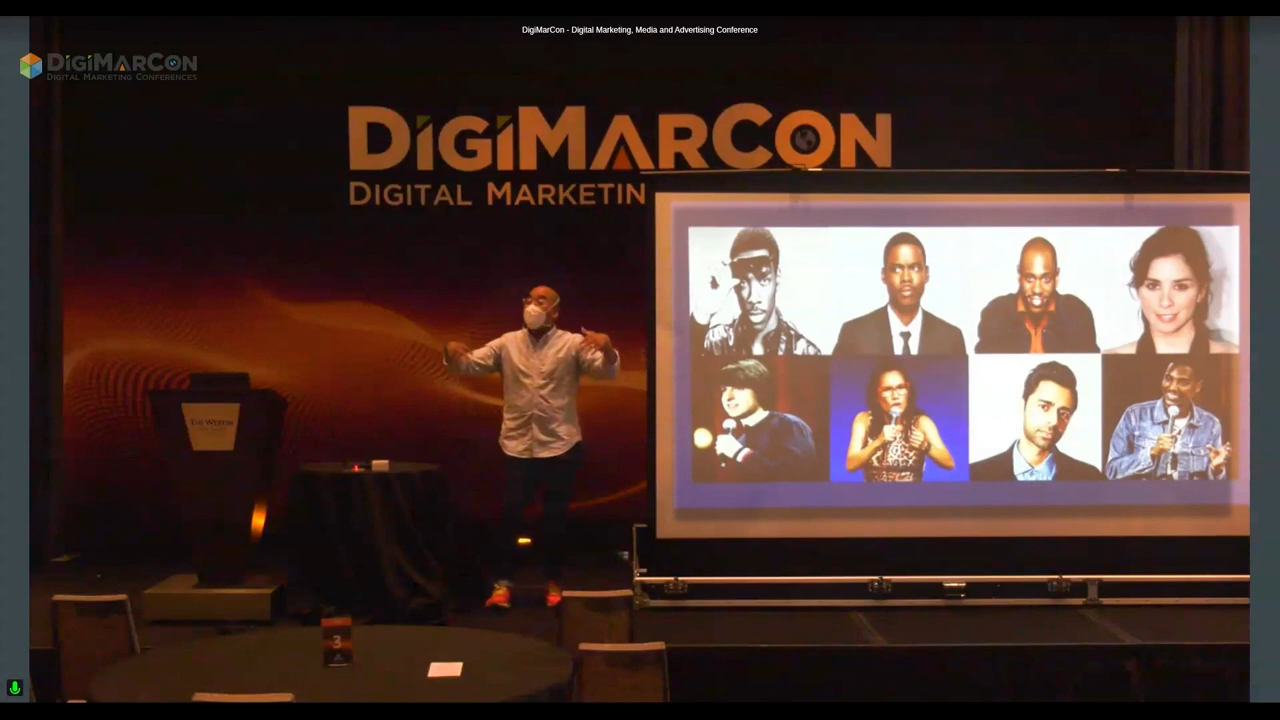 DigiMarCon - Digital Marketing, Media and Advertising Conference
DIGIMARCON
DIGITAL MARKETING CONFERENCES
DIGIMARCON
DIGITAL MARKETIN
THE WESTIN
3